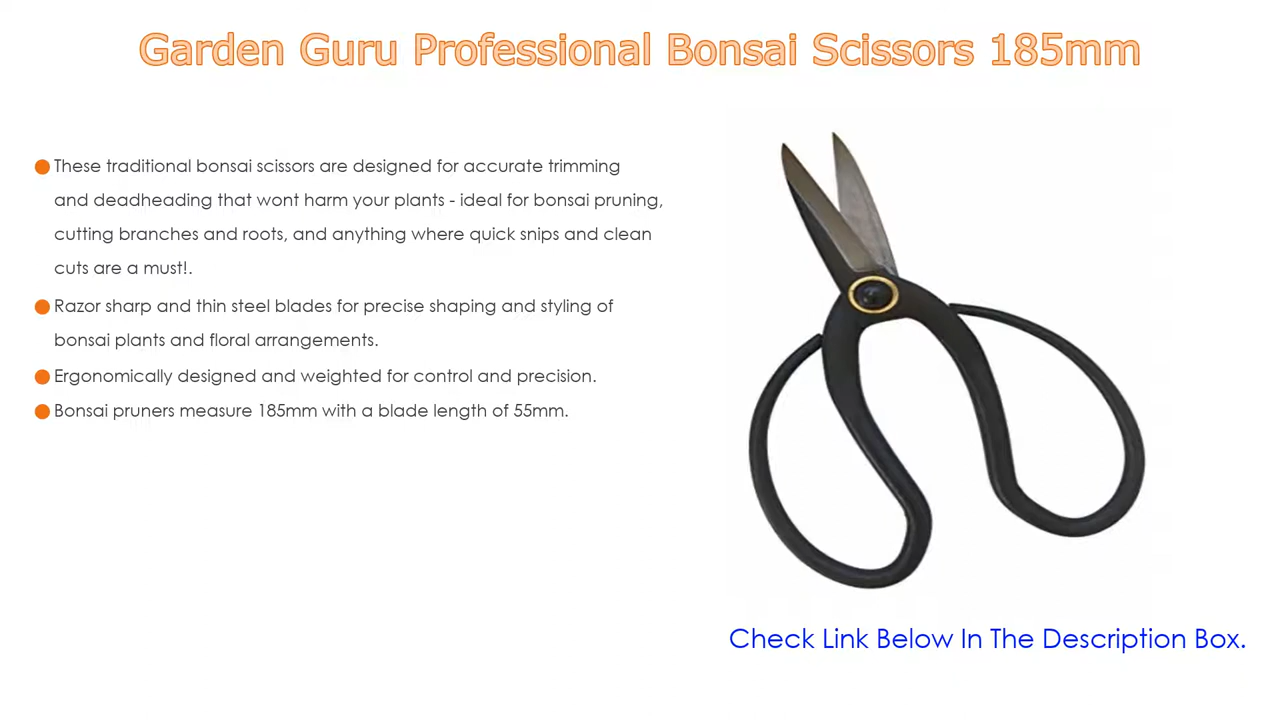 Garden Guru Professional Bonsai Scissors 185mm
These traditional bonsai scissors are designed for accurate trimming
and deadheading that wont harm your plants - ideal for bonsai pruning,
cutting branches and roots, and anything where quick snips and clean
cuts are a must!.
Razor sharp and thin steel blades for precise shaping and styling of
bonsai plants and floral arrangements.
Ergonomically designed and weighted for control and precision.
Bonsai pruners measure 185mm with a blade length of 55mm.
Check Link Below In The Description Box.